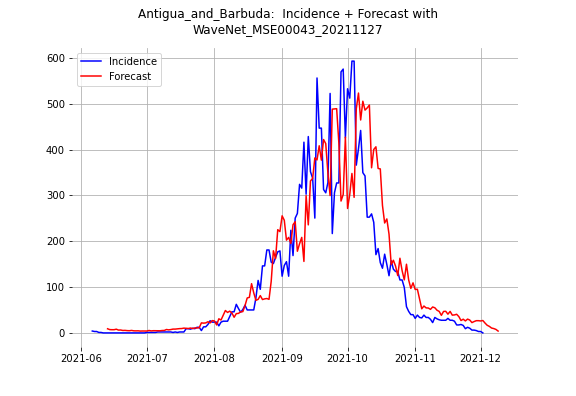 Antigua_and_Barbuda:  Incidence + Forecast with
WaveNet_MSE00043_20211127
Incidence
Forecast
600
500
400
300
200
100
0
2021-06 2021-07 2021-08 2021-09 2021-10 2021-11 2021-12